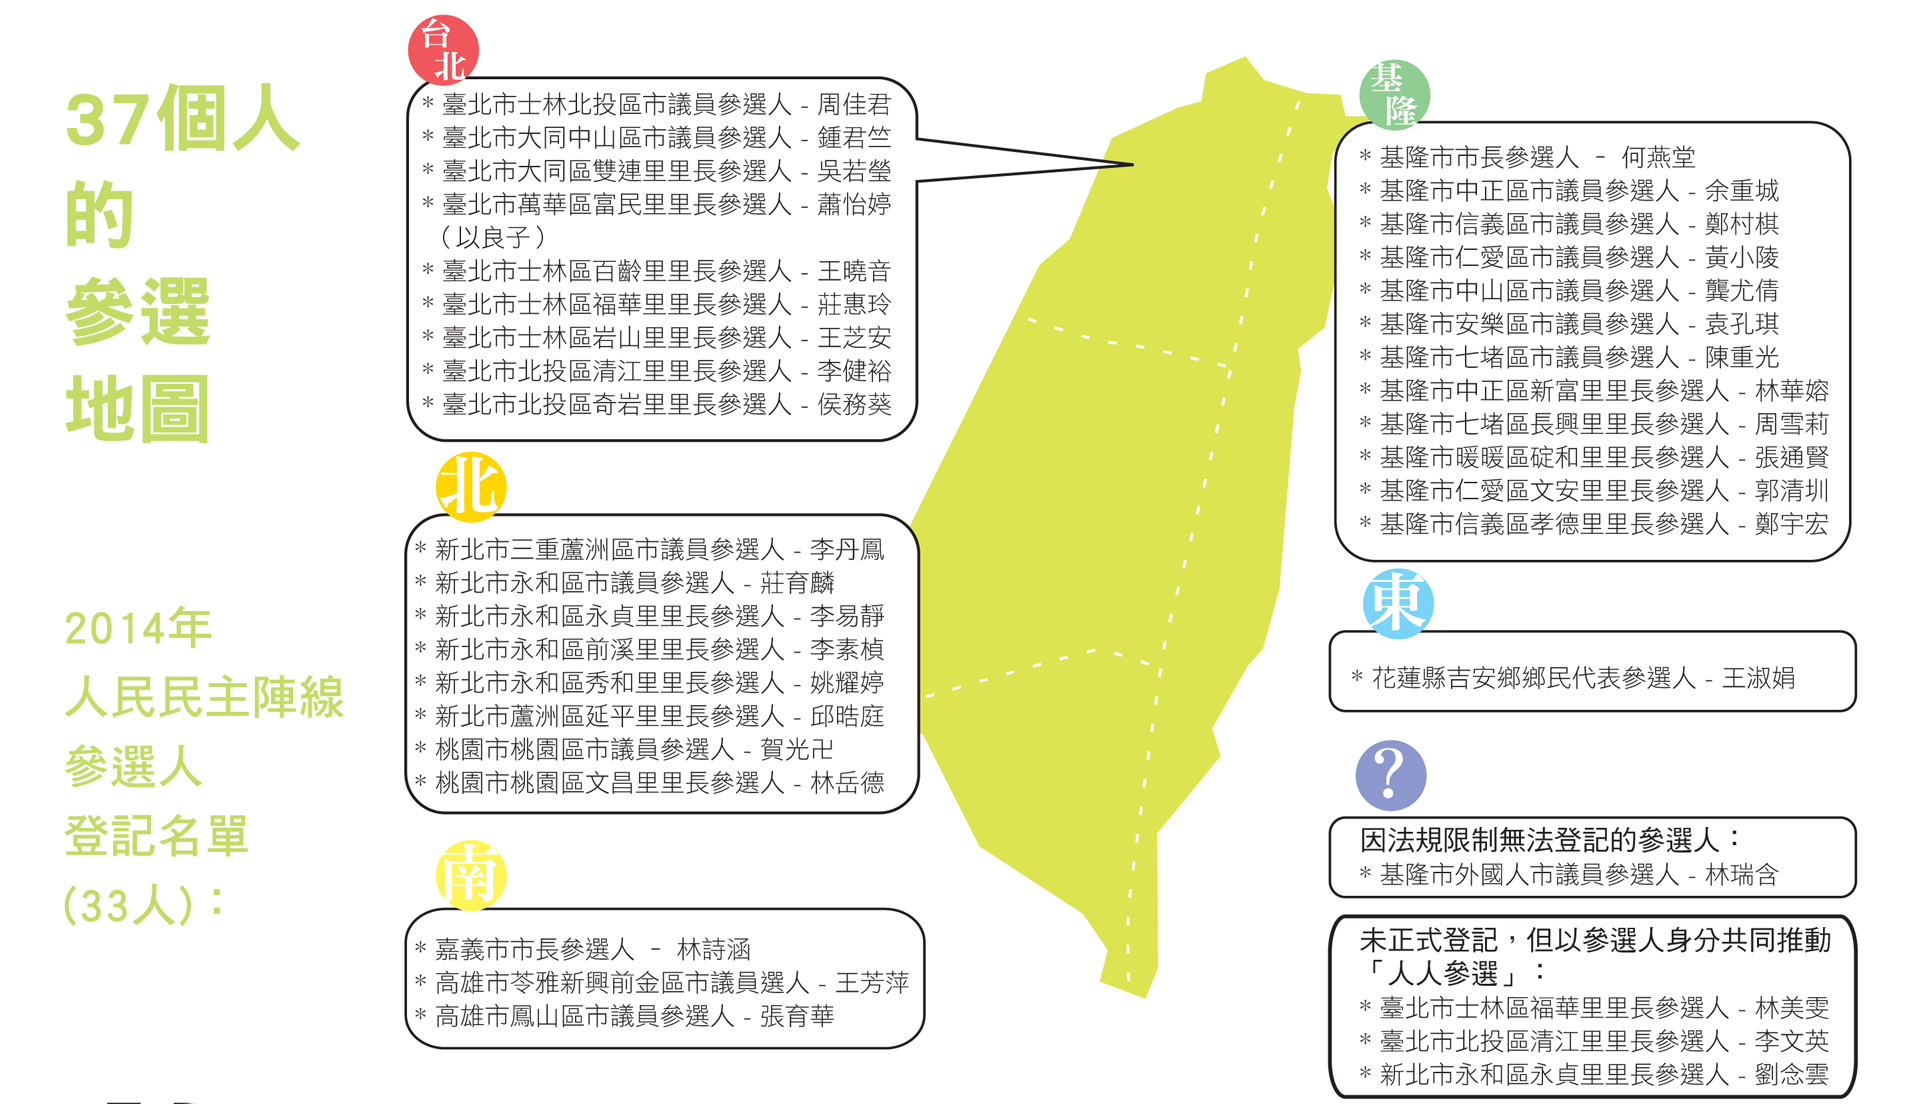 37個人
的
參選
地圖
2014年
人民民主陣線
參選人
登記名單
(33人)：
台北
* 臺北市士林北投區市議員參選人 - 周佳君
* 臺北市大同中山區市議員參選人 - 鍾君竺
* 臺北市大同區雙連里里長參選人 - 吳若瑩
* 臺北市萬華區富民里里長參選人 - 蕭怡婷
（以良子）
* 臺北市士林區百齡里里長參選人 - 王曉音
* 臺北市士林區福華里里長參選人 - 莊惠玲
* 臺北市士林區岩山里里長參選人 - 王芝安
* 臺北市北投區清江里里長參選人 - 李健裕
* 臺北市北投區奇岩里里長參選人 - 侯務葵
北
* 新北市三重蘆洲區市議員參選人 - 李丹鳳
* 新北市永和區市議員參選人 - 莊育麟
* 新北市永和區永貞里里長參選人 - 李易靜
* 新北市永和區前溪里里長參選人 - 李素楨
* 新北市永和區秀和里里長參選人 - 姚耀婷
* 新北市蘆洲區延平里里長參選人 - 邱晧庭
* 桃園市桃園區市議員參選人 - 賀光卍
* 桃園市桃園區文昌里里長參選人 - 林岳德
南
* 嘉義市市長參選人 - 林詩涵
* 高雄市苓雅新興前金區市議員選人 - 王芳萍
* 高雄市鳳山區市議員參選人 - 張育華
基隆
* 基隆市市長參選人 - 何燕堂
* 基隆市中正區市議員參選人 - 余重城
* 基隆市信義區市議員參選人 - 鄭村棋
* 基隆市仁愛區市議員參選人 - 黃小陵
* 基隆市中山區市議員參選人 - 龔尤倩
* 基隆市安樂區市議員參選人 - 袁孔琪
* 基隆市七堵區市議員參選人 - 陳重光
* 基隆市中正區新富里里長參選人 - 林華嫆
* 基隆市七堵區長興里里長參選人 - 周雪莉
* 基隆市暖暖區碇和里里長參選人 - 張通賢
* 基隆市仁愛區文安里里長參選人 - 郭清圳
* 基隆市信義區孝德里里長參選人 - 鄭宇宏
東
* 花蓮縣吉安鄉鄉民代表參選人 - 王淑娟
?
因法規限制無法登記的參選人：
* 基隆市外國人市議員參選人 - 林瑞含
未正式登記，但以參選人身分共同推動
「人人參選」：
* 臺北市士林區福華里里長參選人 - 林美雯
* 臺北市北投區清江里里長參選人 - 李文英
* 新北市永和區永貞里里長參選人 - 劉念雲